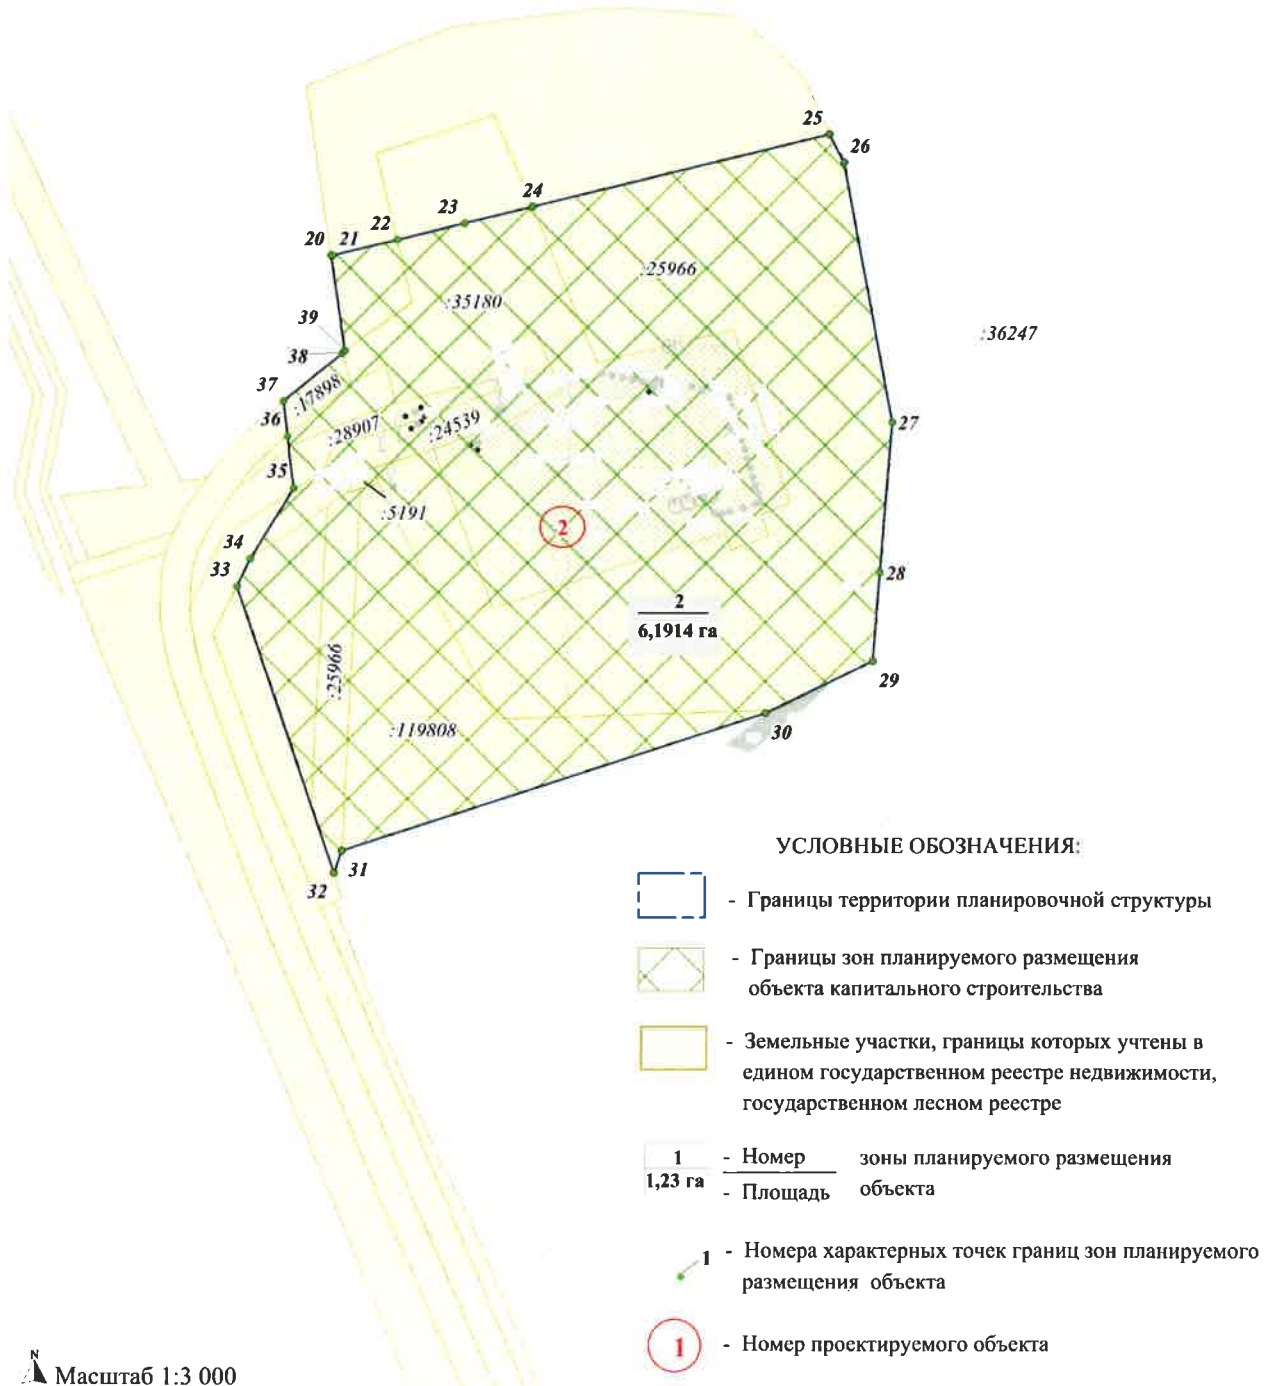 25
26
24
23
22
20
21
:25966
:35180
39
:36247
38
37
:17898
36
:28907
:24539
27
35
:5191
2
34
33
28
2
6,1914 га
:25966
29
:119808
30
31
32
УСЛОВНЫЕ ОБОЗНАЧЕНИЯ:
- Границы территории планировочной структуры
- Границы зон планируемого размещения
объекта капитального строительства
- Земельные участки, границы которых учтены в
едином государственном реестре недвижимости,
государственном лесном реестре
1 - Номер зоны планируемого размещения
1,23 га - Площадь объекта
1 - Номера характерных точек границ зон планируемого
размещения объекта
1 - Номер проектируемого объекта
N
Масштаб 1:3 000